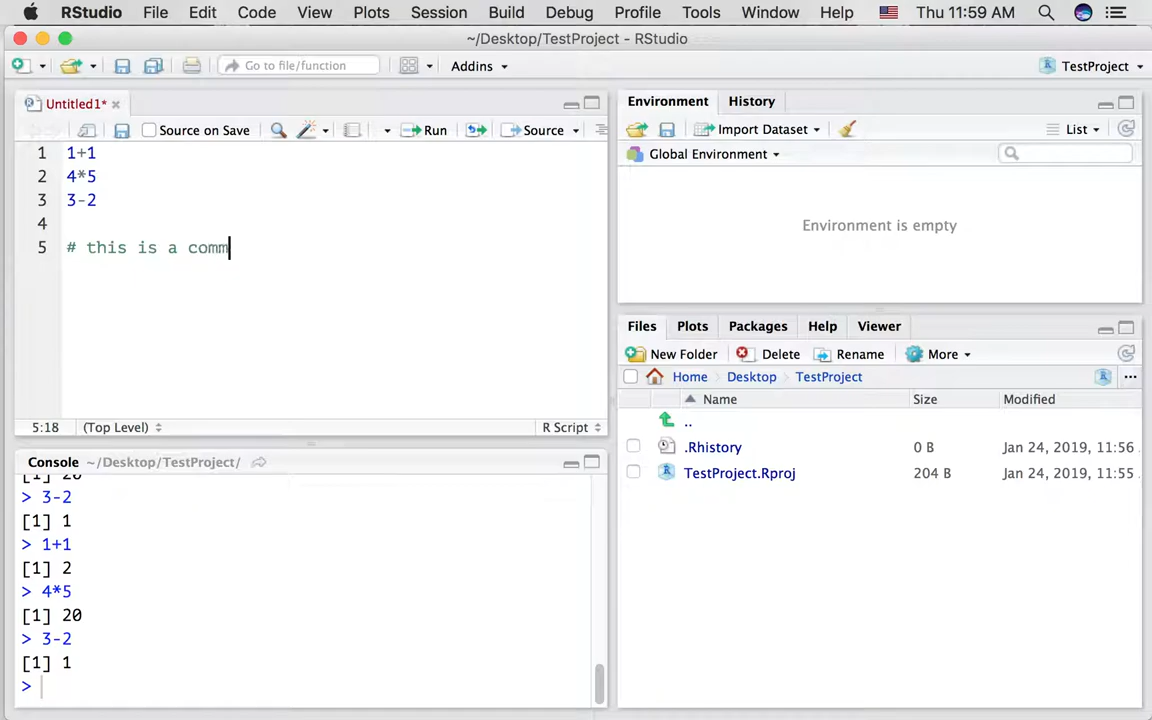 RStudio File Edit Code View Plots Session Build Debug Profile Tools Window Help Thu 11:59 AM
~/Desktop/TestProject - RStudio
Go to file/function Addins TestProject
Untitled1*
Source on Save Run Source
1 1+1
2 4*5
3 3-2
4
5 # this is a comm
5:18 (Top Level) R Script
Console ~/Desktop/TestProject/
[1] 20
> 3-2
[1] 1
> 1+1
[1] 2
> 4*5
[1] 20
> 3-2
[1] 1
>
Environment History
Import Dataset List
Global Environment
Environment is empty
Files Plots Packages Help Viewer
New Folder Delete Rename More
Home Desktop TestProject ...
Name Size Modified
..
.Rhistory 0 B Jan 24, 2019, 11:56
TestProject.Rproj 204 B Jan 24, 2019, 11:55